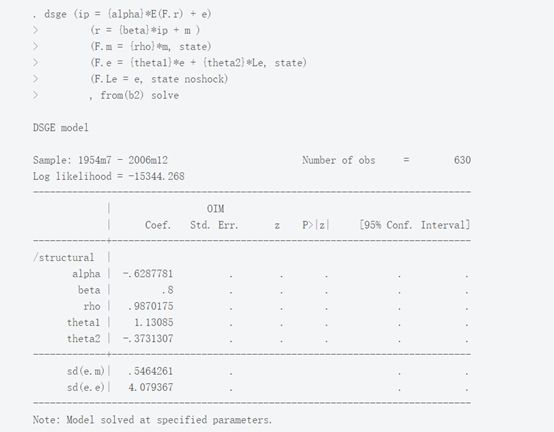 . dsge (ip = {alpha}*E(F.r) + e)
> (r = {beta}*ip + m )
> (F.m = {rho}*m, state)
> (F.e = {theta1}*e + {theta2}*Le, state)
> (F.Le = e, state noshock)
> , from(b2) solve
DSGE model
Sample: 1954m7 - 2006m12 Number of obs = 630
Log likelihood = -15344.268
| OIM
| Coef. Std. Err. z P>|z| [95% Conf. Interval]
/structural |
alpha | -.6287781 . . . . .
beta | .8 . . . . .
rho | .9870175 . . . . .
theta1 | 1.13085 . . . . .
theta2 | -.3731307 . . . . .
sd(e.m)| .5464261 . . .
sd(e.e)| 4.079367 . . .
Note: Model solved at specified parameters.